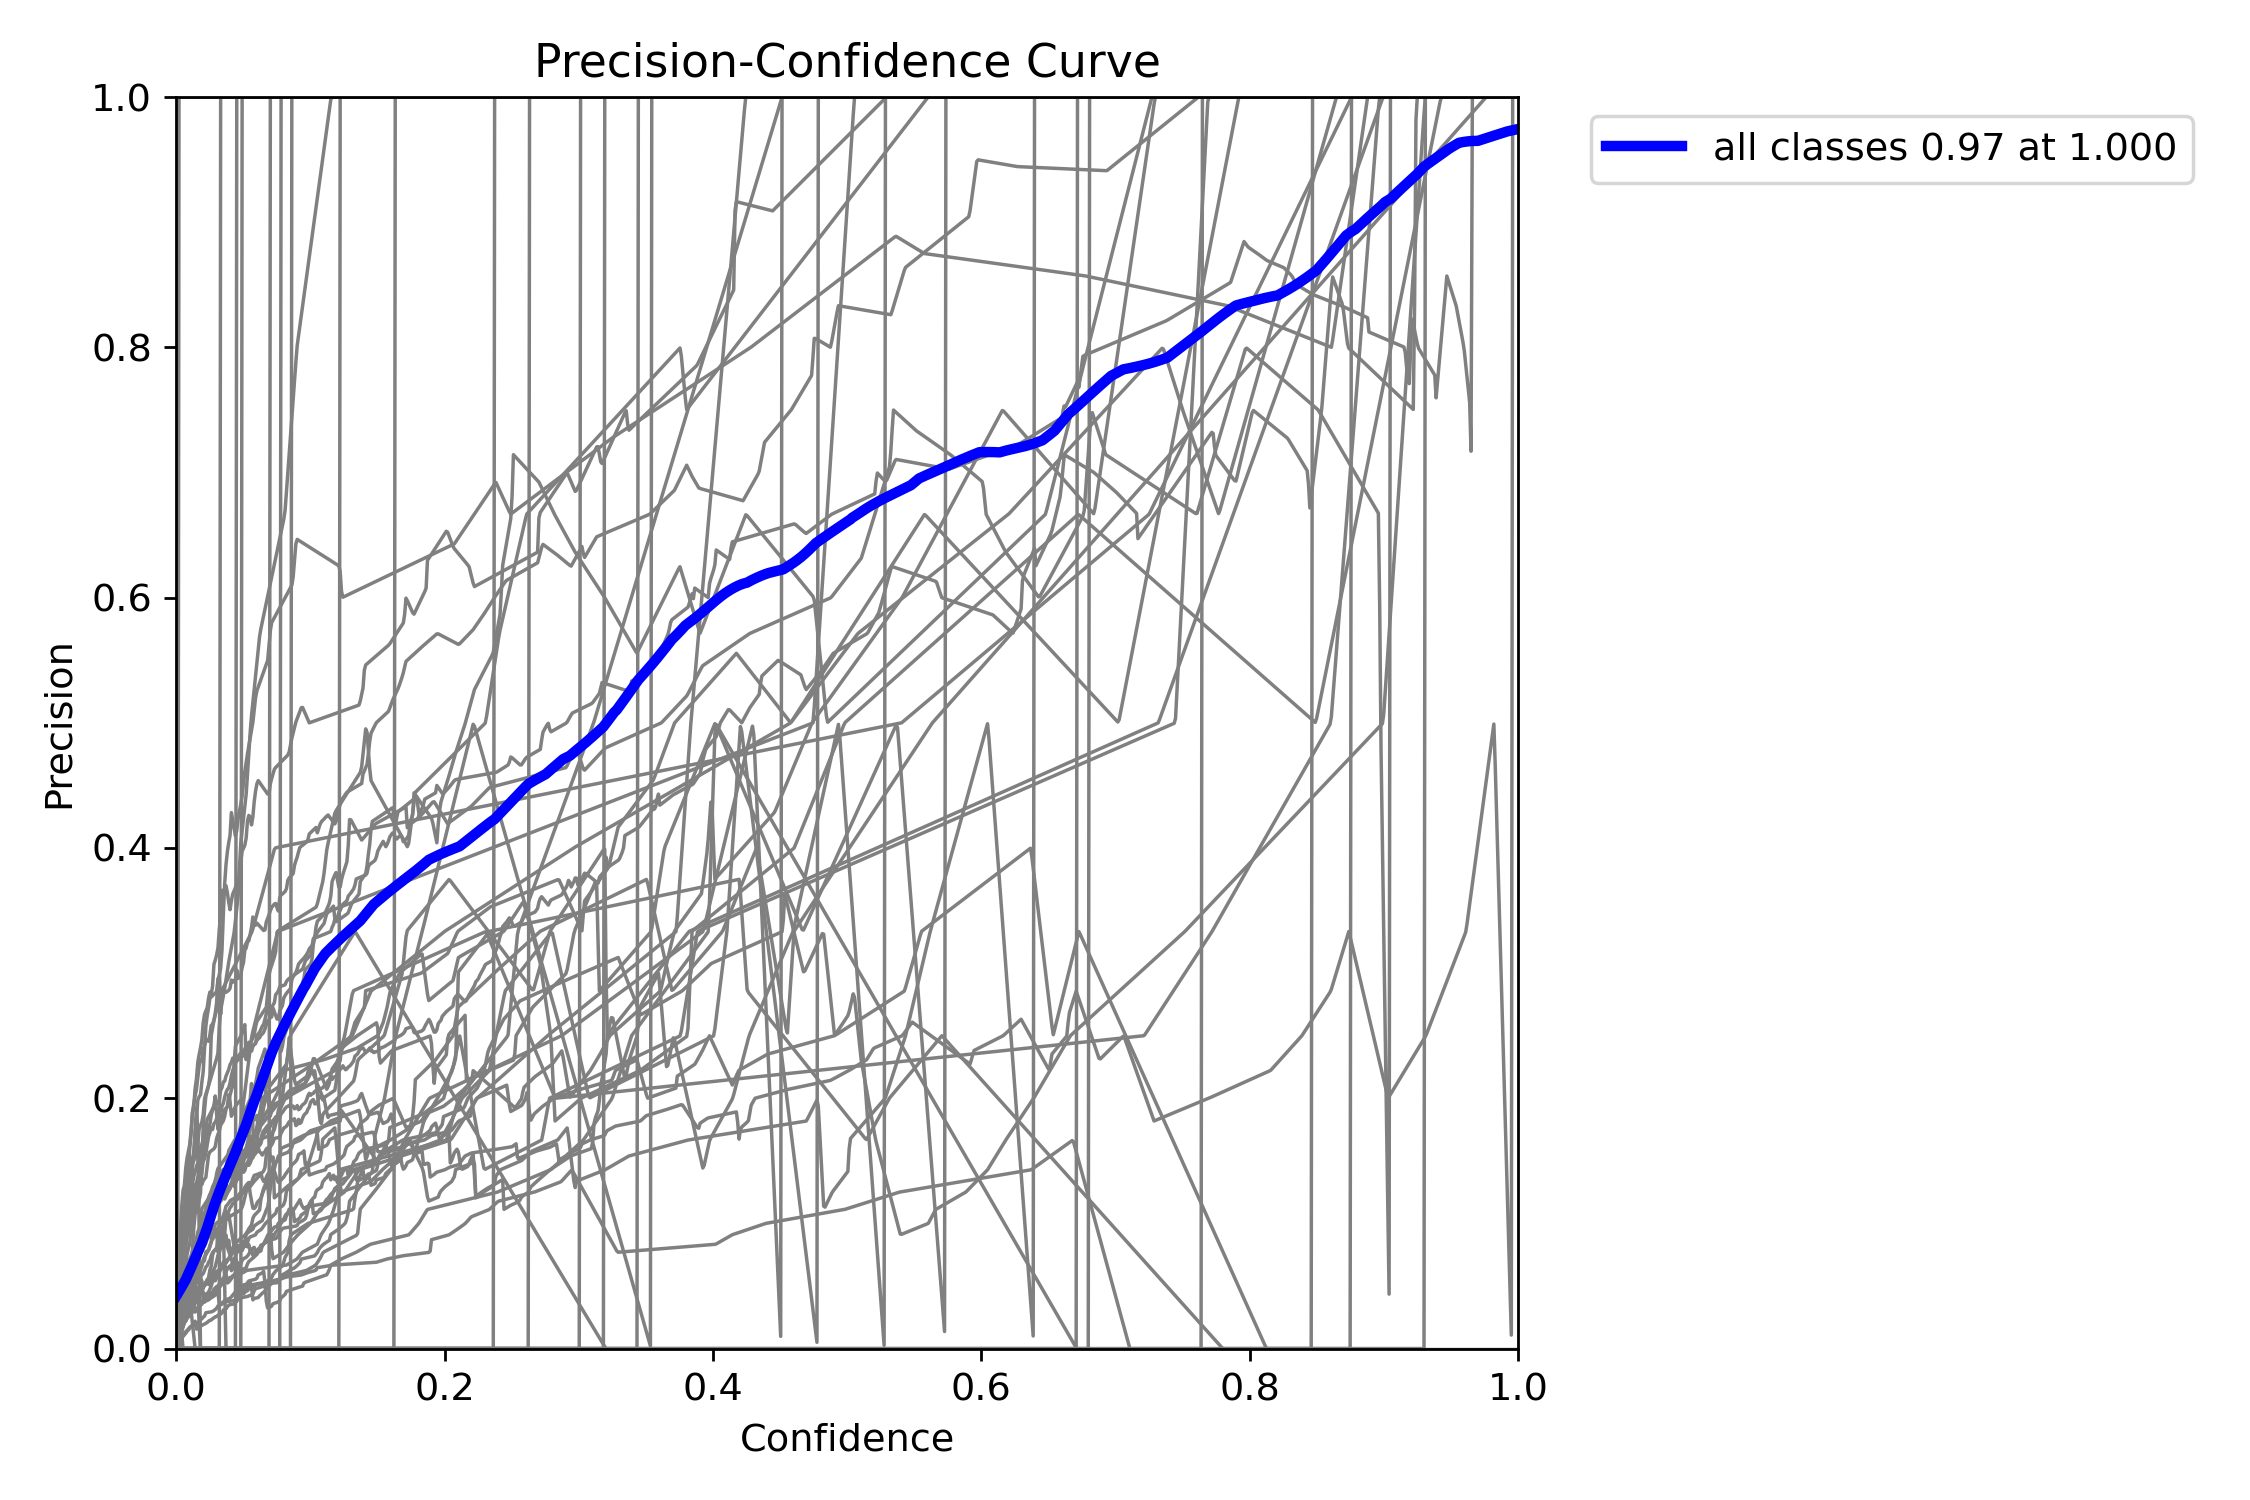 Precision-Confidence Curve
all classes 0.97 at 1.000
1.0
0.8
0.6
0.4
0.2
0.0
Precision
0.0 0.2 0.4 0.6 0.8 1.0
Confidence